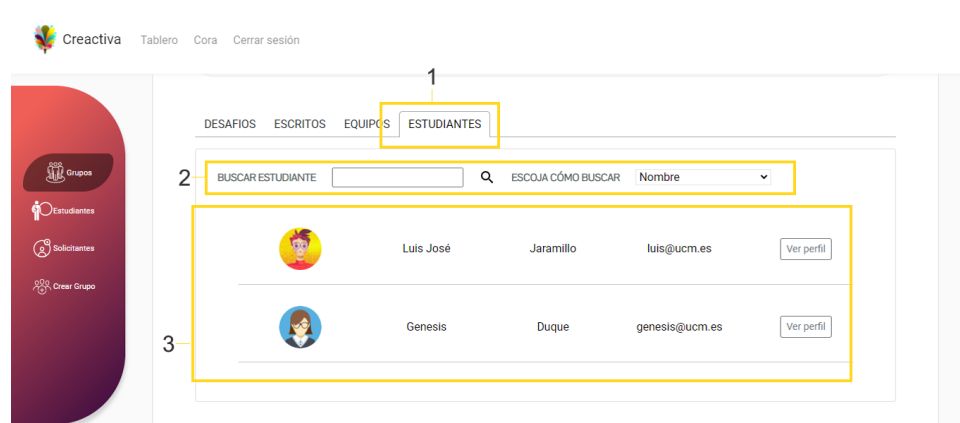 Creactiva Tablero Cora Cerrar sesión
1
DESAFIOS ESCRITOS EQUIPOS ESTUDIANTES
Grupos
Estudiantes
Solicitantes
Crear Grupo
2
BUSCAR ESTUDIANTE ESCOJA CÓMO BUSCAR Nombre
Luis José Jaramillo luis@ucm.es Ver perfil
Genesis Duque genesis@ucm.es Ver perfil
3